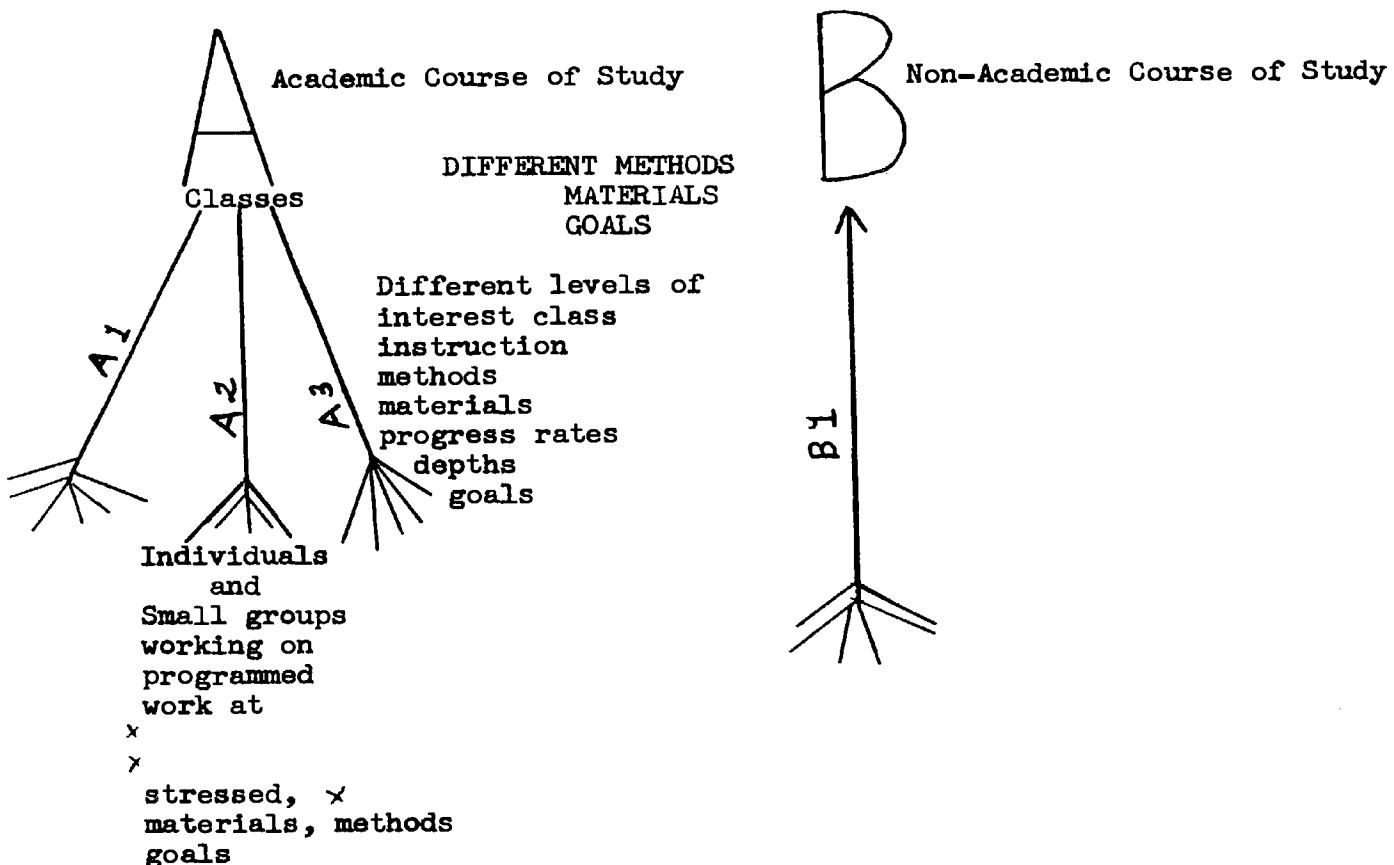 A
Academic Course of Study
B
Non-Academic Course of Study
DIFFERENT METHODS
MATERIALS
GOALS
Classes
A1
A2
A3
Different levels of
interest class
instruction
methods
materials
progress rates
depths
goals
B1
Individuals
and
Small groups
working on
programmed
work at
x
x
stressed, x
materials, methods
goals